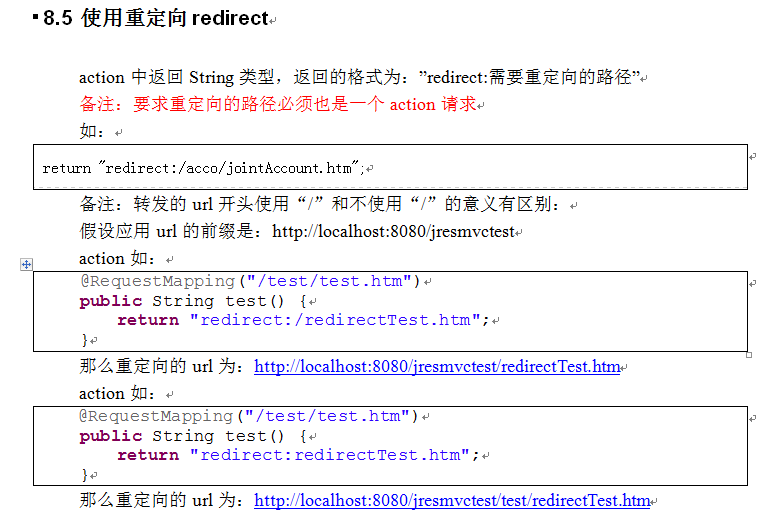 8.5 使用重定向 redirect
action 中返回 String 类型，返回的格式为：”redirect:需要重定向的路径”
备注：要求重定向的路径必须也是一个 action 请求
如：
return "redirect:/acco/jointAccount.htm";
备注：转发的 url 开头使用“/”和不使用“/”的意义有区别：
假设应用 url 的前缀是：http://localhost:8080/jresmvctest
action 如：
@RequestMapping("/test/test.htm")
public String test() {
return "redirect:/redirectTest.htm";
}
那么重定向的 url 为：http://localhost:8080/jresmvctest/redirectTest.htm
action 如：
@RequestMapping("/test/test.htm")
public String test() {
return "redirect:redirectTest.htm";
}
那么重定向的 url 为：http://localhost:8080/jresmvctest/test/redirectTest.htm